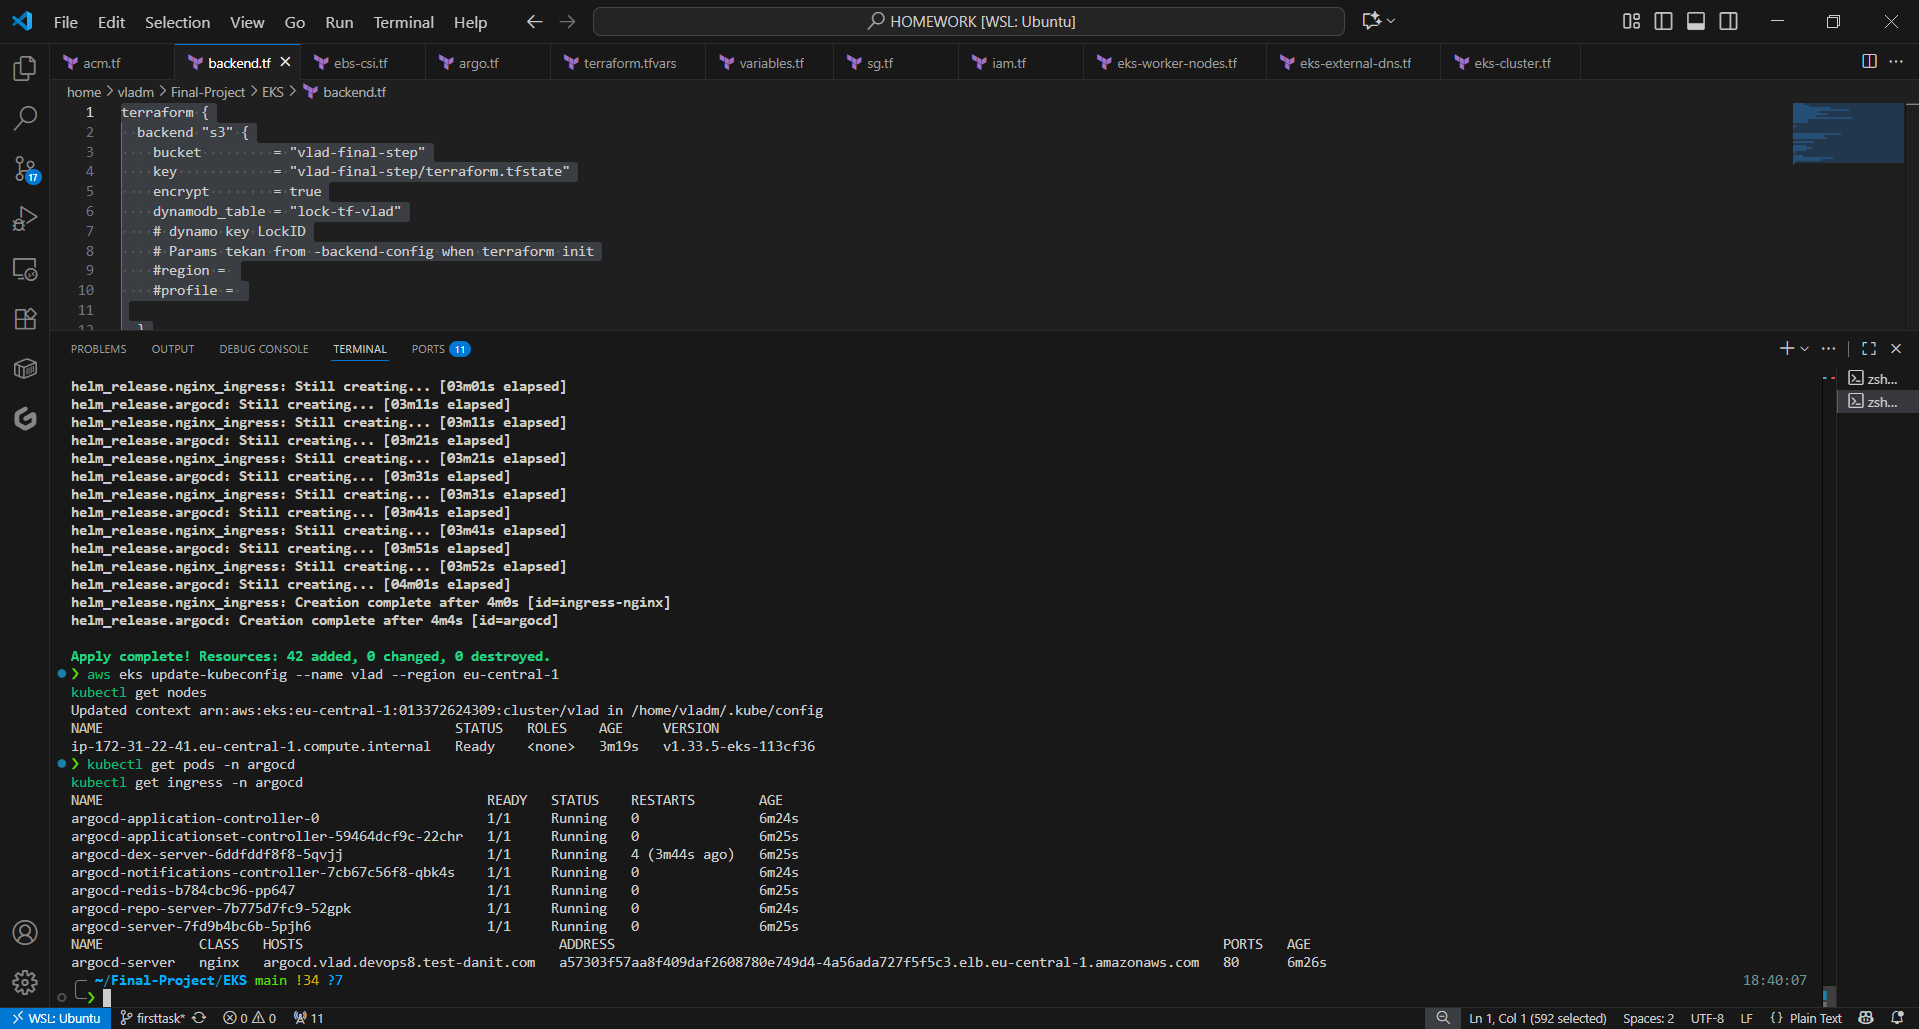 File Edit Selection View Go Run Terminal Help
HOMEWORK [WSL: Ubuntu]
acm.tf backend.tf ebs-csi.tf argo.tf terraform.tfvars variables.tf sg.tf iam.tf eks-worker-nodes.tf eks-external-dns.tf eks-cluster.tf
home > vladm > Final-Project > EKS > backend.tf
1 terraform {
2 backend "s3" {
3 bucket = "vlad-final-step"
4 key = "vlad-final-step/terraform.tfstate"
5 encrypt = true
6 dynamodb_table = "lock-tf-vlad"
7 # dynamo key LockID
8 # Params tekan from -backend-config when terraform init
9 #region =
10 #profile =
11
12 }
17
PROBLEMS OUTPUT DEBUG CONSOLE TERMINAL PORTS 11
zsh...
zsh...
helm_release.nginx_ingress: Still creating... [03m01s elapsed]
helm_release.argocd: Still creating... [03m11s elapsed]
helm_release.nginx_ingress: Still creating... [03m11s elapsed]
helm_release.argocd: Still creating... [03m21s elapsed]
helm_release.nginx_ingress: Still creating... [03m21s elapsed]
helm_release.argocd: Still creating... [03m31s elapsed]
helm_release.nginx_ingress: Still creating... [03m31s elapsed]
helm_release.argocd: Still creating... [03m41s elapsed]
helm_release.nginx_ingress: Still creating... [03m41s elapsed]
helm_release.argocd: Still creating... [03m51s elapsed]
helm_release.nginx_ingress: Still creating... [03m52s elapsed]
helm_release.argocd: Still creating... [04m01s elapsed]
helm_release.nginx_ingress: Creation complete after 4m0s [id=ingress-nginx]
helm_release.argocd: Creation complete after 4m4s [id=argocd]
Apply complete! Resources: 42 added, 0 changed, 0 destroyed.
❯ aws eks update-kubeconfig --name vlad --region eu-central-1
kubectl get nodes
Updated context arn:aws:eks:eu-central-1:013372624309:cluster/vlad in /home/vladm/.kube/config
NAME STATUS ROLES AGE VERSION
ip-172-31-22-41.eu-central-1.compute.internal Ready <none> 3m19s v1.33.5-eks-113cf36
❯ kubectl get pods -n argocd
kubectl get ingress -n argocd
NAME READY STATUS RESTARTS AGE
argocd-application-controller-0 1/1 Running 0 6m24s
argocd-applicationset-controller-59464dcf9c-22chr 1/1 Running 0 6m25s
argocd-dex-server-6ddfddf8f8-5qvjj 1/1 Running 4 (3m44s ago) 6m25s
argocd-notifications-controller-7cb67c56f8-qbk4s 1/1 Running 0 6m24s
argocd-redis-b784cbc96-pp647 1/1 Running 0 6m25s
argocd-repo-server-7b775d7fc9-52gpk 1/1 Running 0 6m24s
argocd-server-7fd9b4bc6b-5pjh6 1/1 Running 0 6m25s
NAME CLASS HOSTS ADDRESS PORTS AGE
argocd-server nginx argocd.vlad.devops8.test-danit.com a57303f57aa8f409daf2608780e749d4-4a56ada727f5f5c3.elb.eu-central-1.amazonaws.com 80 6m26s
~/Final-Project/EKS main !34 ?7 18:40:07
❯
WSL: Ubuntu firsttask* 0 0 11 Ln 1, Col 1 (592 selected) Spaces: 2 UTF-8 LF {} Plain Text